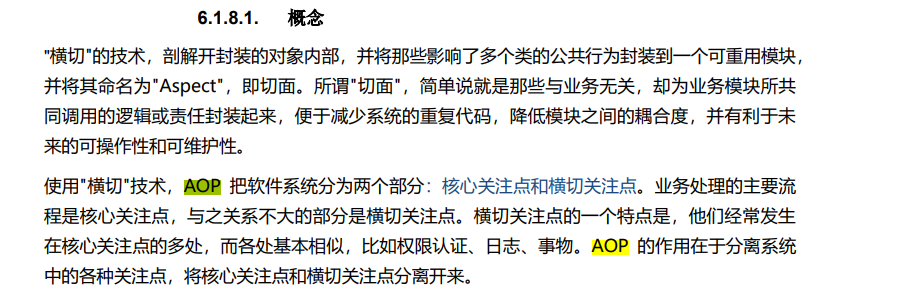 6.1.8.1. 概念
"横切"的技术，剖解开封装的对象内部，并将那些影响了多个类的公共行为封装到一个可重用模块，
并将其命名为"Aspect"，即切面。所谓"切面"，简单说就是那些与业务无关，却为业务模块所共
同调用的逻辑或责任封装起来，便于减少系统的重复代码，降低模块之间的耦合度，并有利于未
来的可操作性和可维护性。
使用"横切"技术，AOP 把软件系统分为两个部分：核心关注点和横切关注点。业务处理的主要流
程是核心关注点，与之关系不大的部分是横切关注点。横切关注点的一个特点是，他们经常发生
在核心关注点的多处，而各处基本相似，比如权限认证、日志、事物。AOP 的作用在于分离系统
中的各种关注点，将核心关注点和横切关注点分离开来。